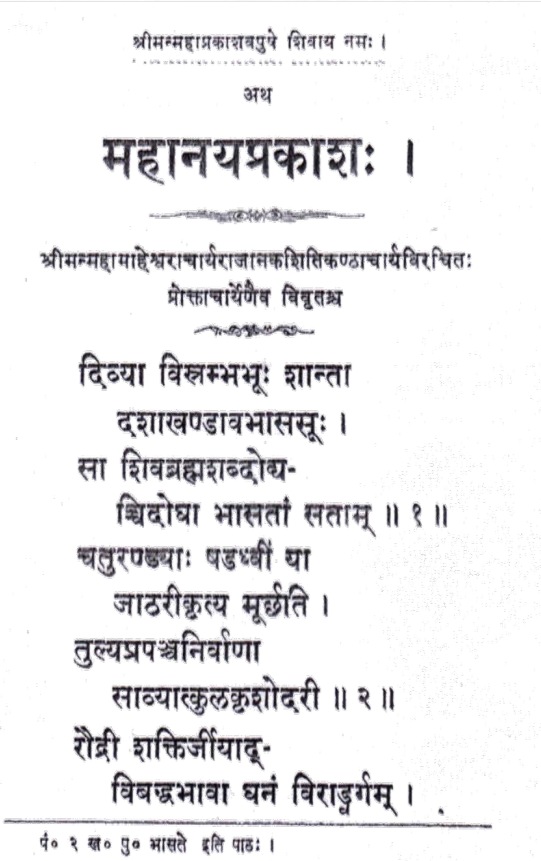 श्रीमन्महाप्रकाशवपुषे शिवाय नमः ।
अथ
महानयप्रकाशः ।
श्रीमन्महामाहेश्वराचार्यराजानकशितिकण्ठाचार्यविरचितः
प्रोक्ताचार्येणैव विवृतश्च
दिव्या विस्रम्भभूः शान्ता
दशाखण्डावभाससूः ।
सा शिवब्रह्मशब्दोद्य-
च्चिदोघा भासतां सताम् ॥ १ ॥
चतुरण्ड्याः षडध्वीं या
जाठरीकृत्य मूर्छति ।
तुल्यप्रपञ्चनिर्वाणा
साव्यात्कुलकृशोदरी ॥ २ ॥
रौद्री शक्तिर्जीयाद्-
विबद्धभावा घनं विराड्वर्गम् ।
पं० २ ख० पु० भासते इति पाठः ।